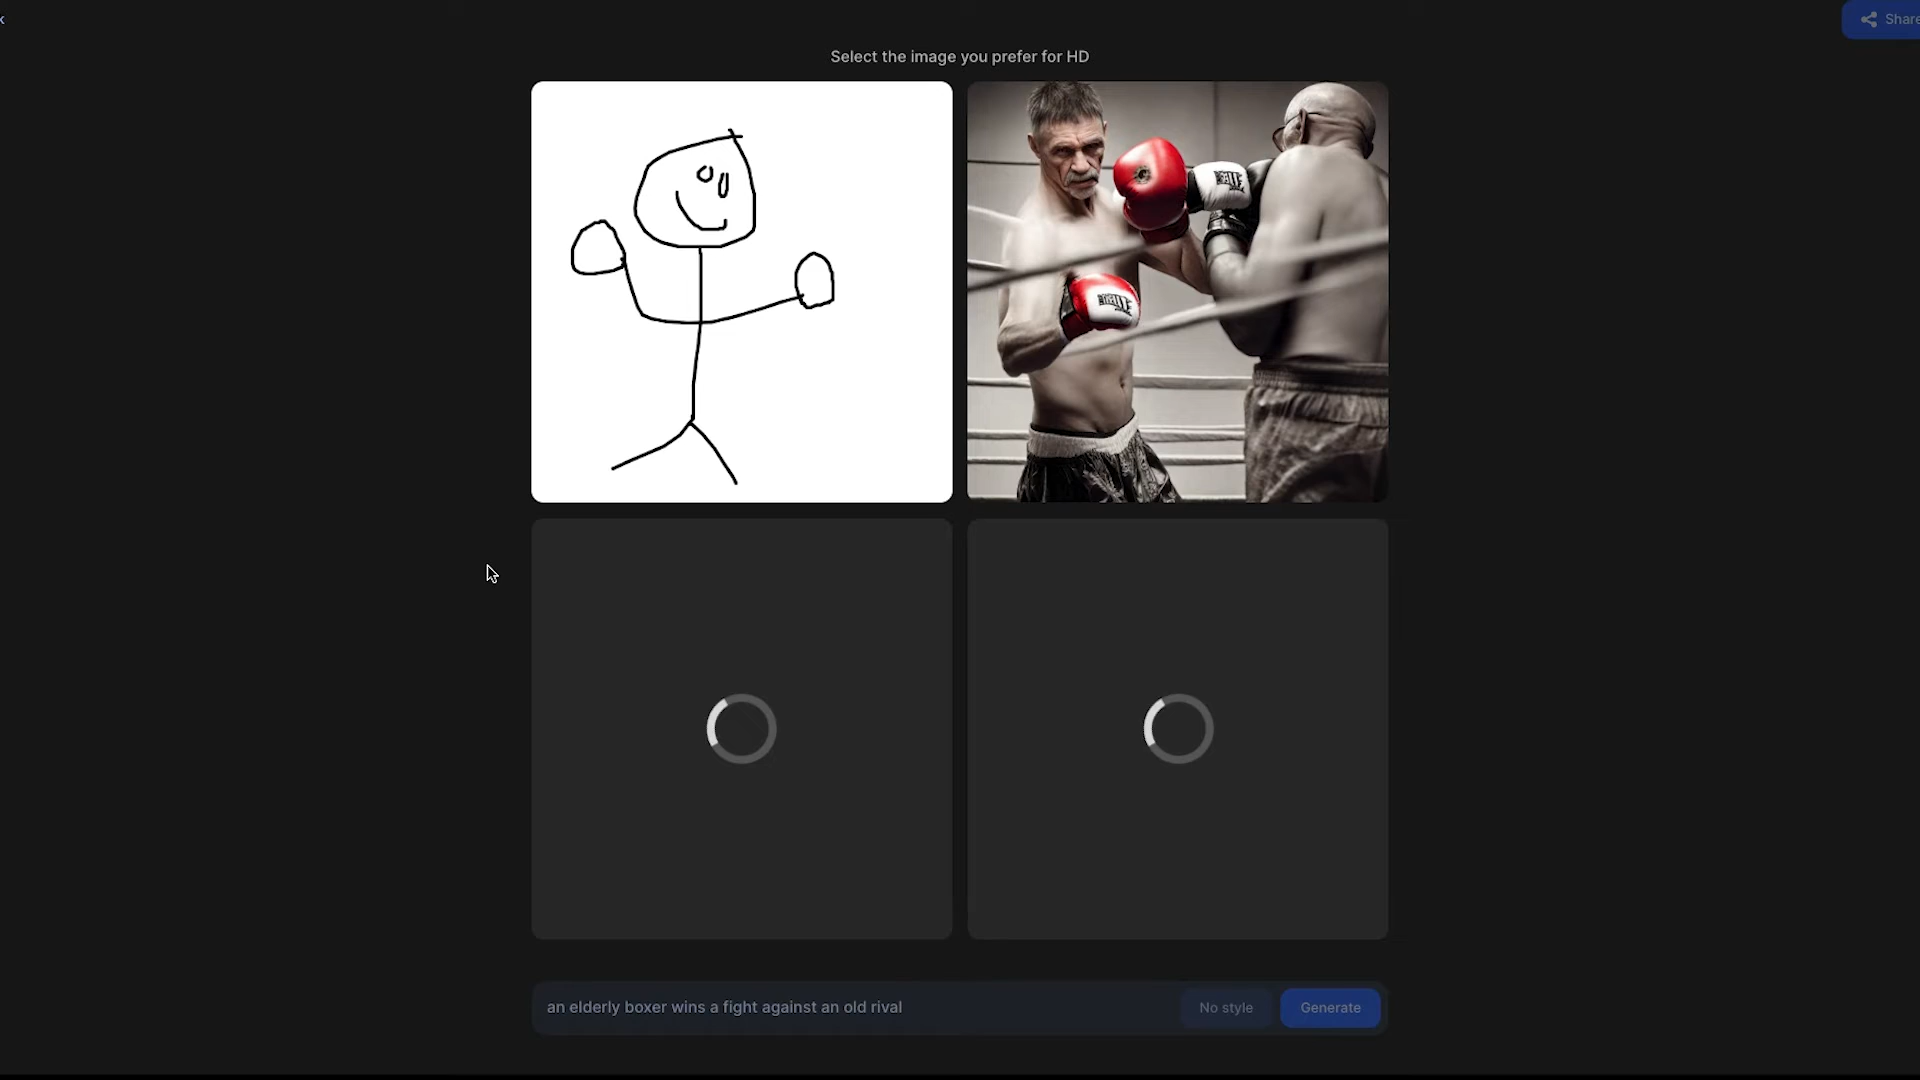 Share
Select the image you prefer for HD
an elderly boxer wins a fight against an old rival
No style
Generate